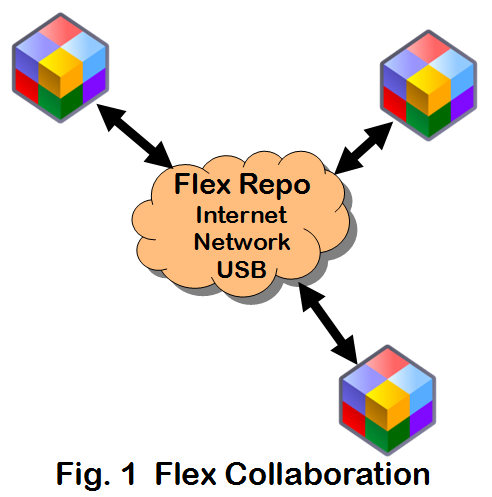 Flex Repo
Internet
Network
USB
Fig. 1  Flex Collaboration